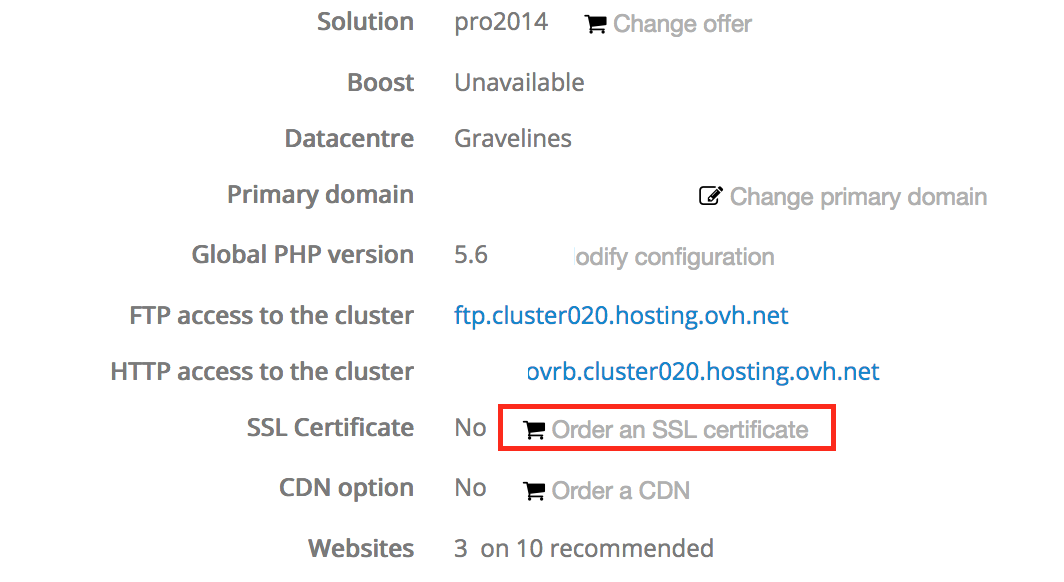 Solution pro2014 Change offer
Boost Unavailable
Datacentre Gravelines
Primary domain Change primary domain
Global PHP version 5.6 odify configuration
FTP access to the cluster ftp.cluster020.hosting.ovh.net
HTTP access to the cluster ovrb.cluster020.hosting.ovh.net
SSL Certificate No Order an SSL certificate
CDN option No Order a CDN
Websites 3 on 10 recommended